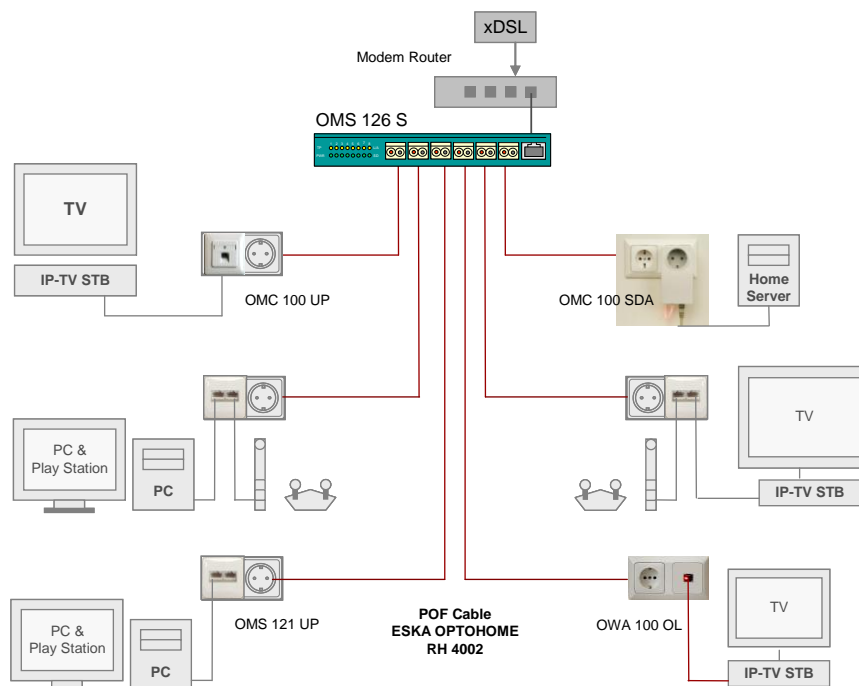 xDSL
Modem Router
OMS 126 S
TV
IP-TV STB
OMC 100 UP
OMC 100 SDA
Home
Server
PC &
Play Station
PC
TV
IP-TV STB
PC &
Play Station
PC
OMS 121 UP
POF Cable
ESKA OPTOHOME
RH 4002
OWA 100 OL
TV
IP-TV STB